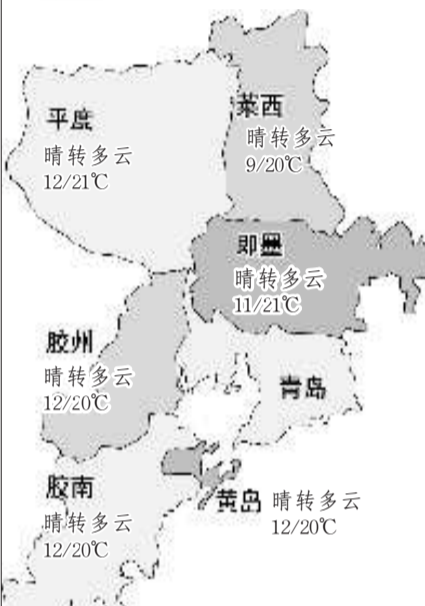 平度
晴转多云
12/21℃
莱西
晴转多云
9/20℃
即墨
晴转多云
11/21℃
胶州
晴转多云
12/20℃
青岛
胶南
晴转多云
12/20℃
黄岛 晴转多云
12/20℃